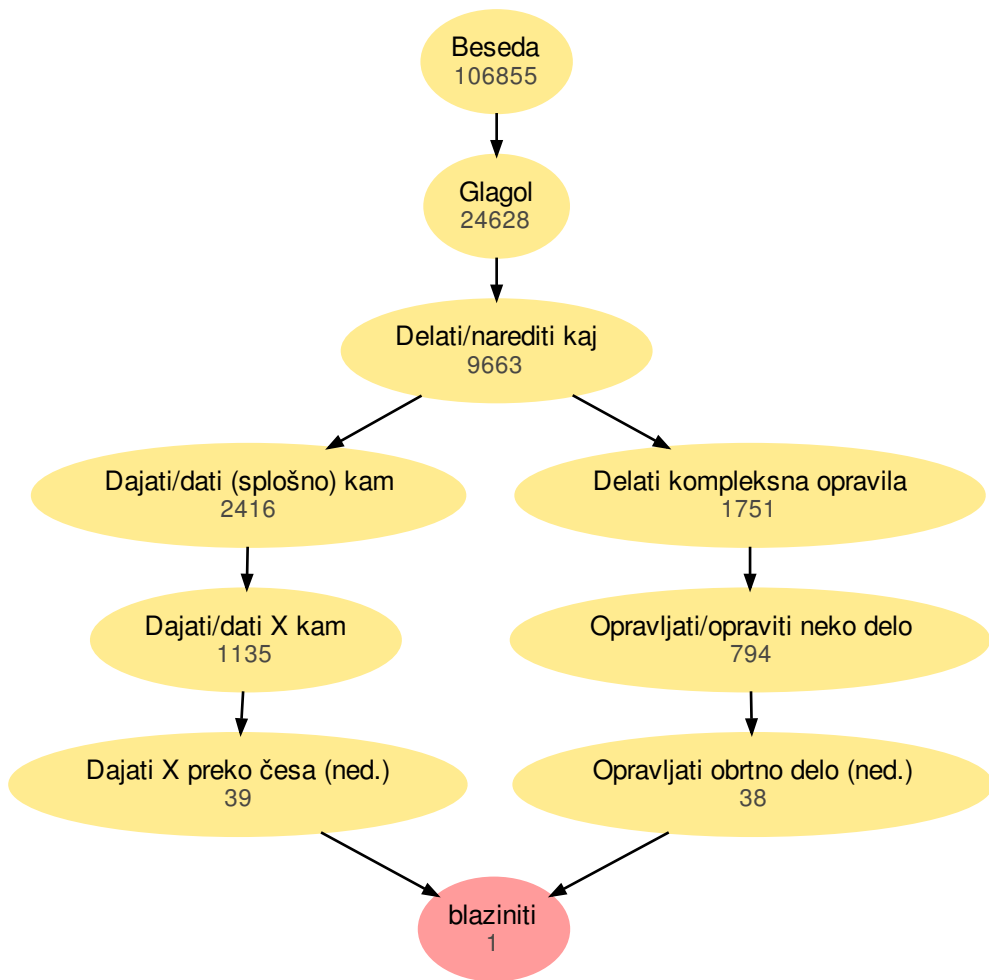 Beseda
106855
Glagol
24628
Delati/narediti kaj
9663
Dajati/dati (splošno) kam
2416
Delati kompleksna opravila
1751
Dajati/dati X kam
1135
Opravljati/opraviti neko delo
794
Dajati X preko česa (ned.)
39
Opravljati obrtno delo (ned.)
38
blaziniti
1